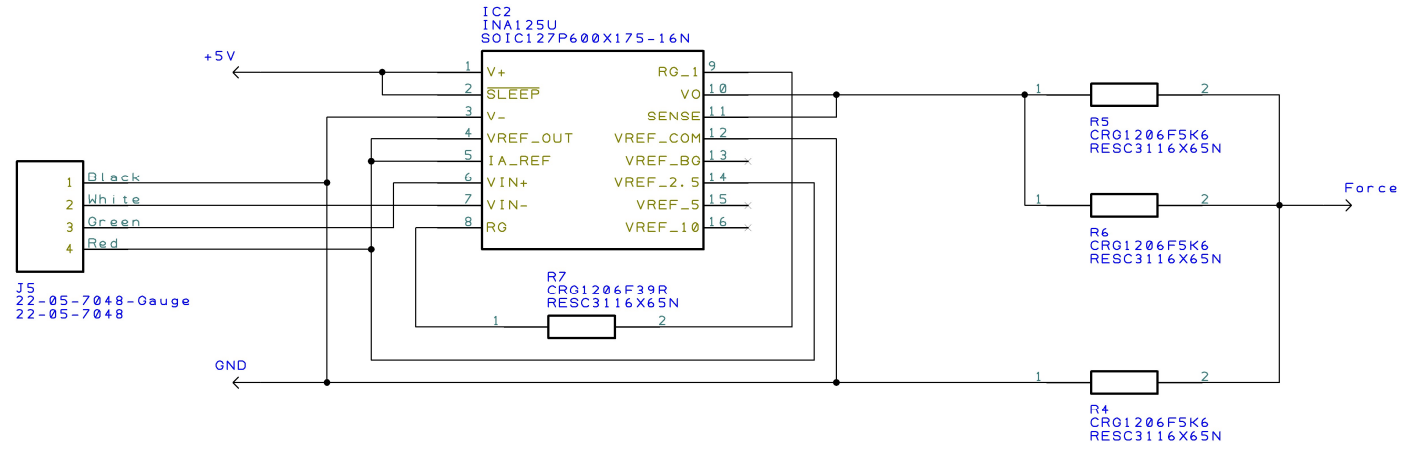 IC2
INA125U
SOIC127P600X175-16N
+5V
1 V+ RG_1 9
2 SLEEP VO 10
3 V- SENSE 11
4 VREF_OUT VREF_COM 12
5 IA_REF VREF_BG 13
6 VIN+ VREF_2.5 14
7 VIN- VREF_5 15
8 RG VREF_10 16
1 Black
2 White
3 Green
4 Red
J5
22-05-7048-Gauge
22-05-7048
R7
CRG1206F39R
RESC3116X65N
1 2
GND
1 2
R5
CRG1206F5K6
RESC3116X65N
Force
1 2
R6
CRG1206F5K6
RESC3116X65N
1 2
R4
CRG1206F5K6
RESC3116X65N